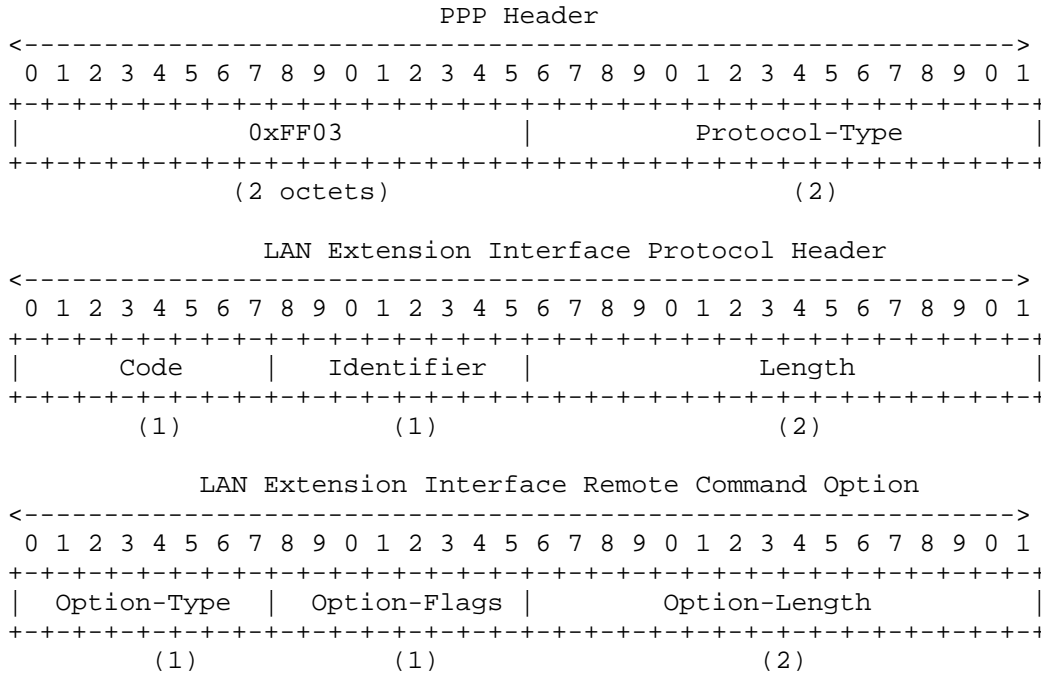 PPP Header
<-------------------------------------------------------------->
 0 1 2 3 4 5 6 7 8 9 0 1 2 3 4 5 6 7 8 9 0 1 2 3 4 5 6 7 8 9 0 1
+-+-+-+-+-+-+-+-+-+-+-+-+-+-+-+-+-+-+-+-+-+-+-+-+-+-+-+-+-+-+-+-+
|              0xFF03            |          Protocol-Type        |
+-+-+-+-+-+-+-+-+-+-+-+-+-+-+-+-+-+-+-+-+-+-+-+-+-+-+-+-+-+-+-+-+
              (2 octets)                          (2)
                LAN Extension Interface Protocol Header
<-------------------------------------------------------------->
 0 1 2 3 4 5 6 7 8 9 0 1 2 3 4 5 6 7 8 9 0 1 2 3 4 5 6 7 8 9 0 1
+-+-+-+-+-+-+-+-+-+-+-+-+-+-+-+-+-+-+-+-+-+-+-+-+-+-+-+-+-+-+-+-+
|      Code     |   Identifier  |              Length            |
+-+-+-+-+-+-+-+-+-+-+-+-+-+-+-+-+-+-+-+-+-+-+-+-+-+-+-+-+-+-+-+-+
        (1)             (1)                      (2)
            LAN Extension Interface Remote Command Option
<-------------------------------------------------------------->
 0 1 2 3 4 5 6 7 8 9 0 1 2 3 4 5 6 7 8 9 0 1 2 3 4 5 6 7 8 9 0 1
+-+-+-+-+-+-+-+-+-+-+-+-+-+-+-+-+-+-+-+-+-+-+-+-+-+-+-+-+-+-+-+-+
|  Option-Type  |  Option-Flags |        Option-Length           |
+-+-+-+-+-+-+-+-+-+-+-+-+-+-+-+-+-+-+-+-+-+-+-+-+-+-+-+-+-+-+-+-+
         (1)             (1)                    (2)